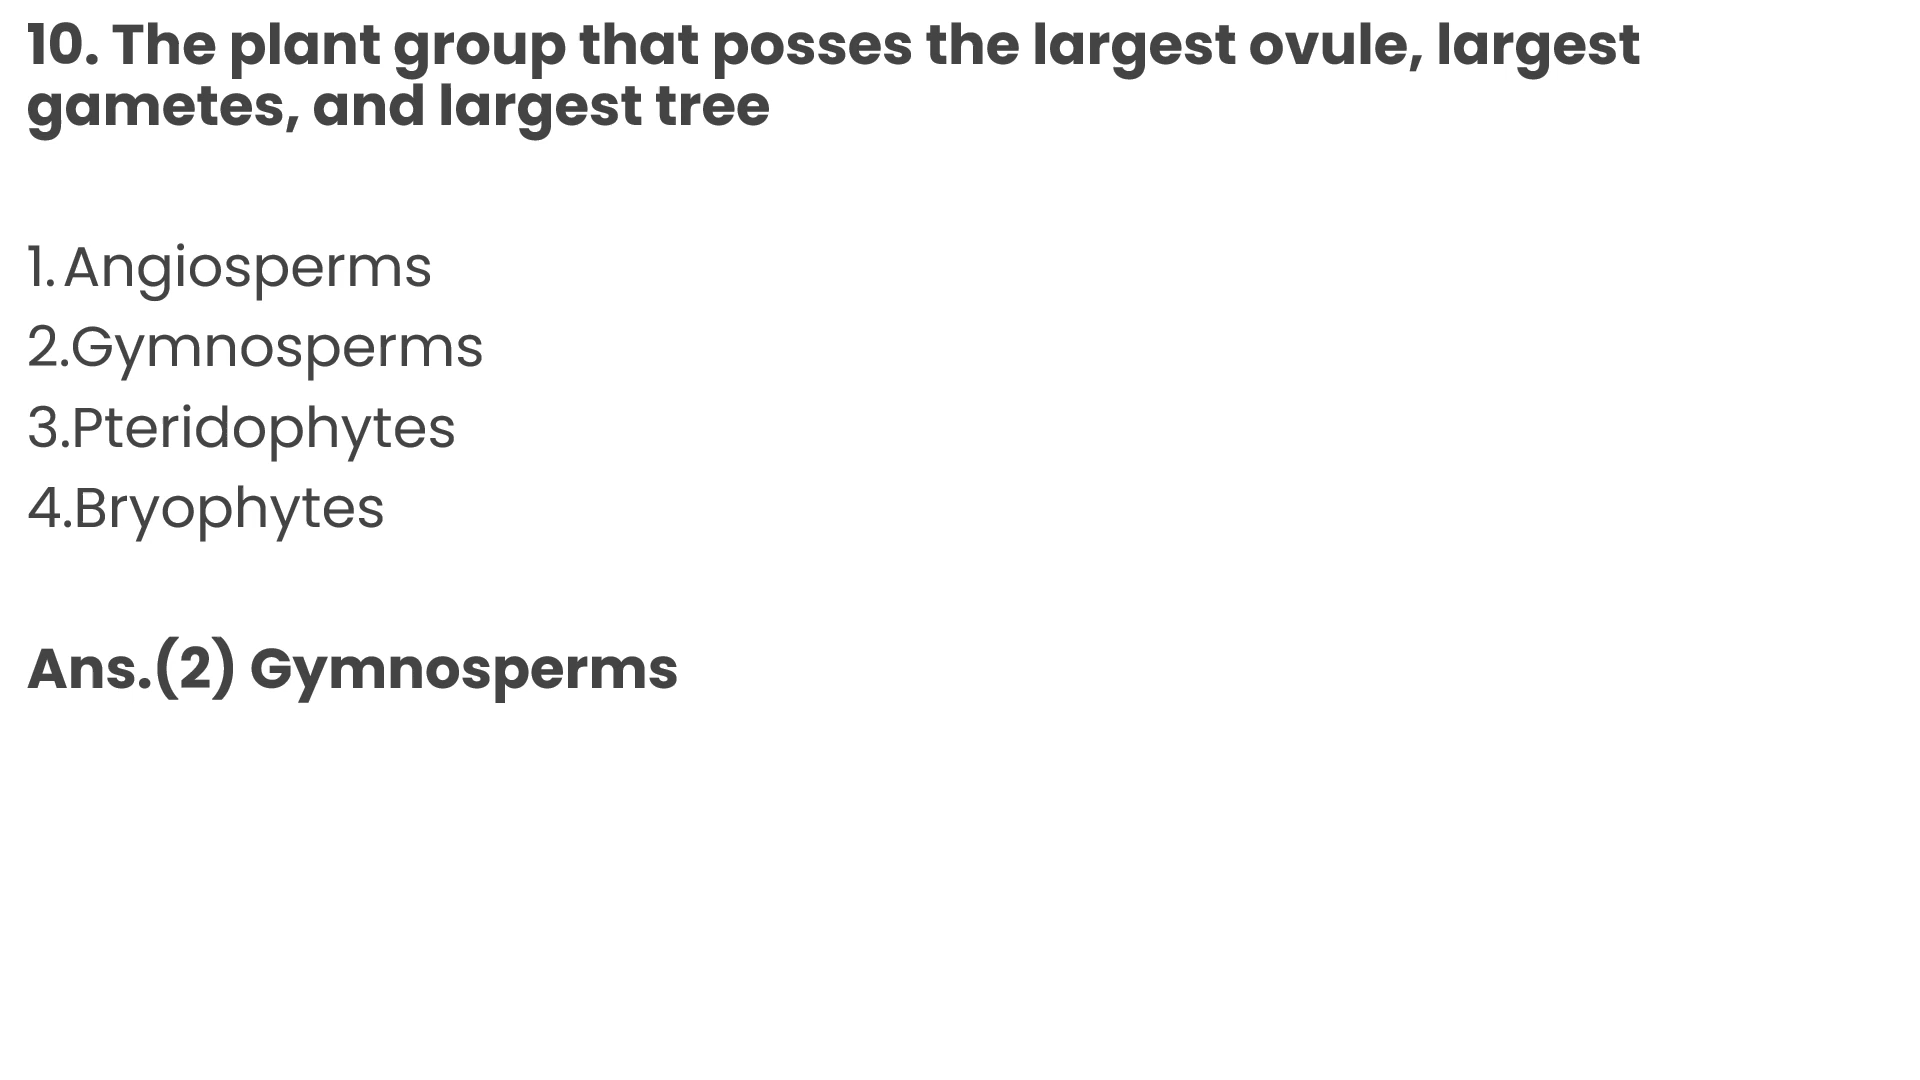 10. The plant group that posses the largest ovule, largest
gametes, and largest tree
1. Angiosperms
2.Gymnosperms
3.Pteridophytes
4.Bryophytes
Ans.(2) Gymnosperms